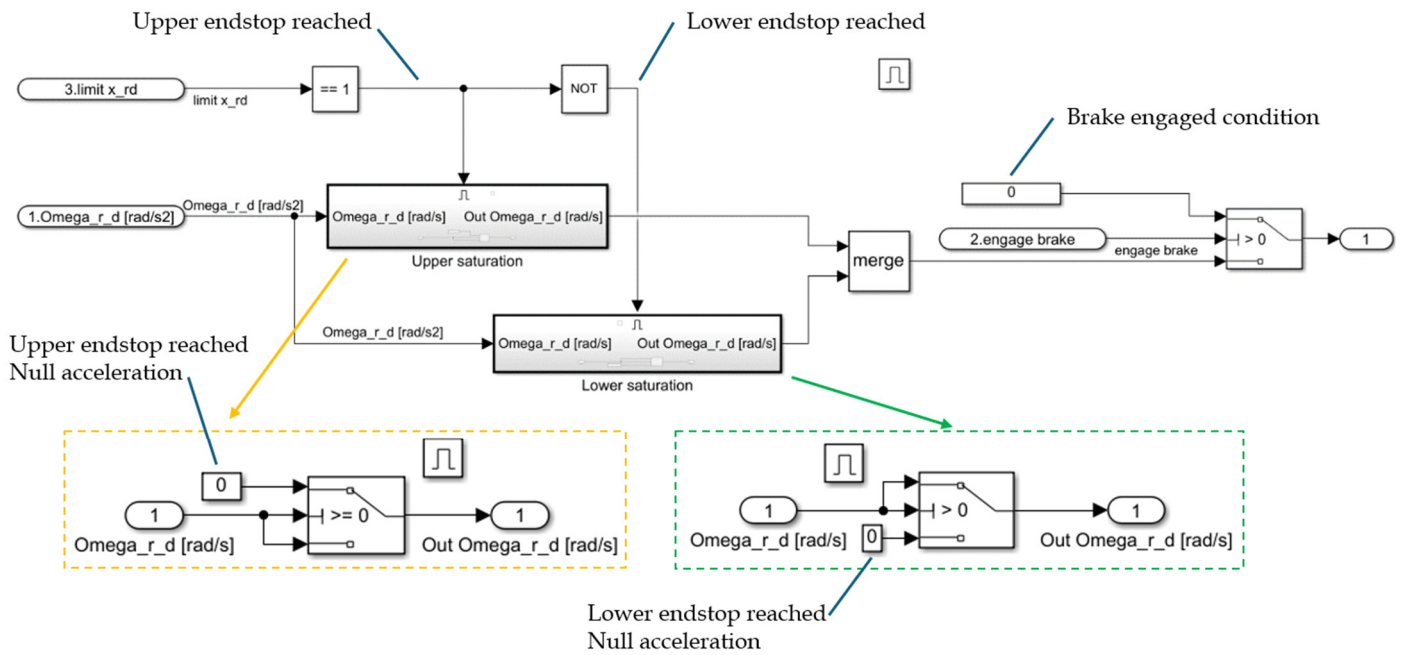 Upper endstop reached
Lower endstop reached
3.limit x_rd
limit x_rd
== 1
NOT
Brake engaged condition
0
1.Omega_r_d [rad/s2]
Omega_r_d [rad/s2]
Omega_r_d [rad/s]
Out Omega_r_d [rad/s]
Upper saturation
merge
2.engage brake
engage brake
> 0
1
Omega_r_d [rad/s2]
Omega_r_d [rad/s]
Out Omega_r_d [rad/s]
Lower saturation
Upper endstop reached
Null acceleration
0
1
>= 0
1
Omega_r_d [rad/s]
Out Omega_r_d [rad/s]
1
> 0
1
Omega_r_d [rad/s]
0
Out Omega_r_d [rad/s]
Lower endstop reached
Null acceleration